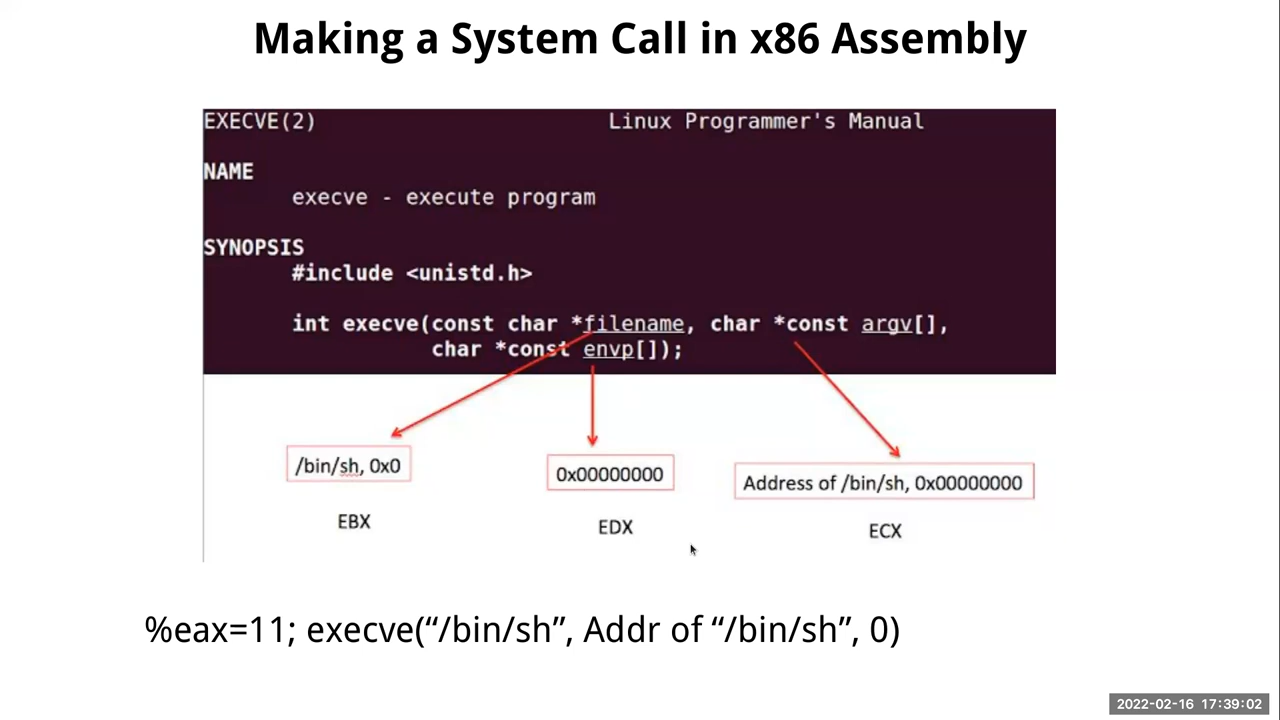 Making a System Call in x86 Assembly
EXECVE(2) Linux Programmer's Manual
NAME
execve - execute program
SYNOPSIS
#include <unistd.h>
int execve(const char *filename, char *const argv[],
char *const envp[]);
/bin/sh, 0x0
0x00000000
Address of /bin/sh, 0x00000000
EBX
EDX
ECX
%eax=11; execve(“/bin/sh”, Addr of “/bin/sh”, 0)
2022-02-16 17:39:02